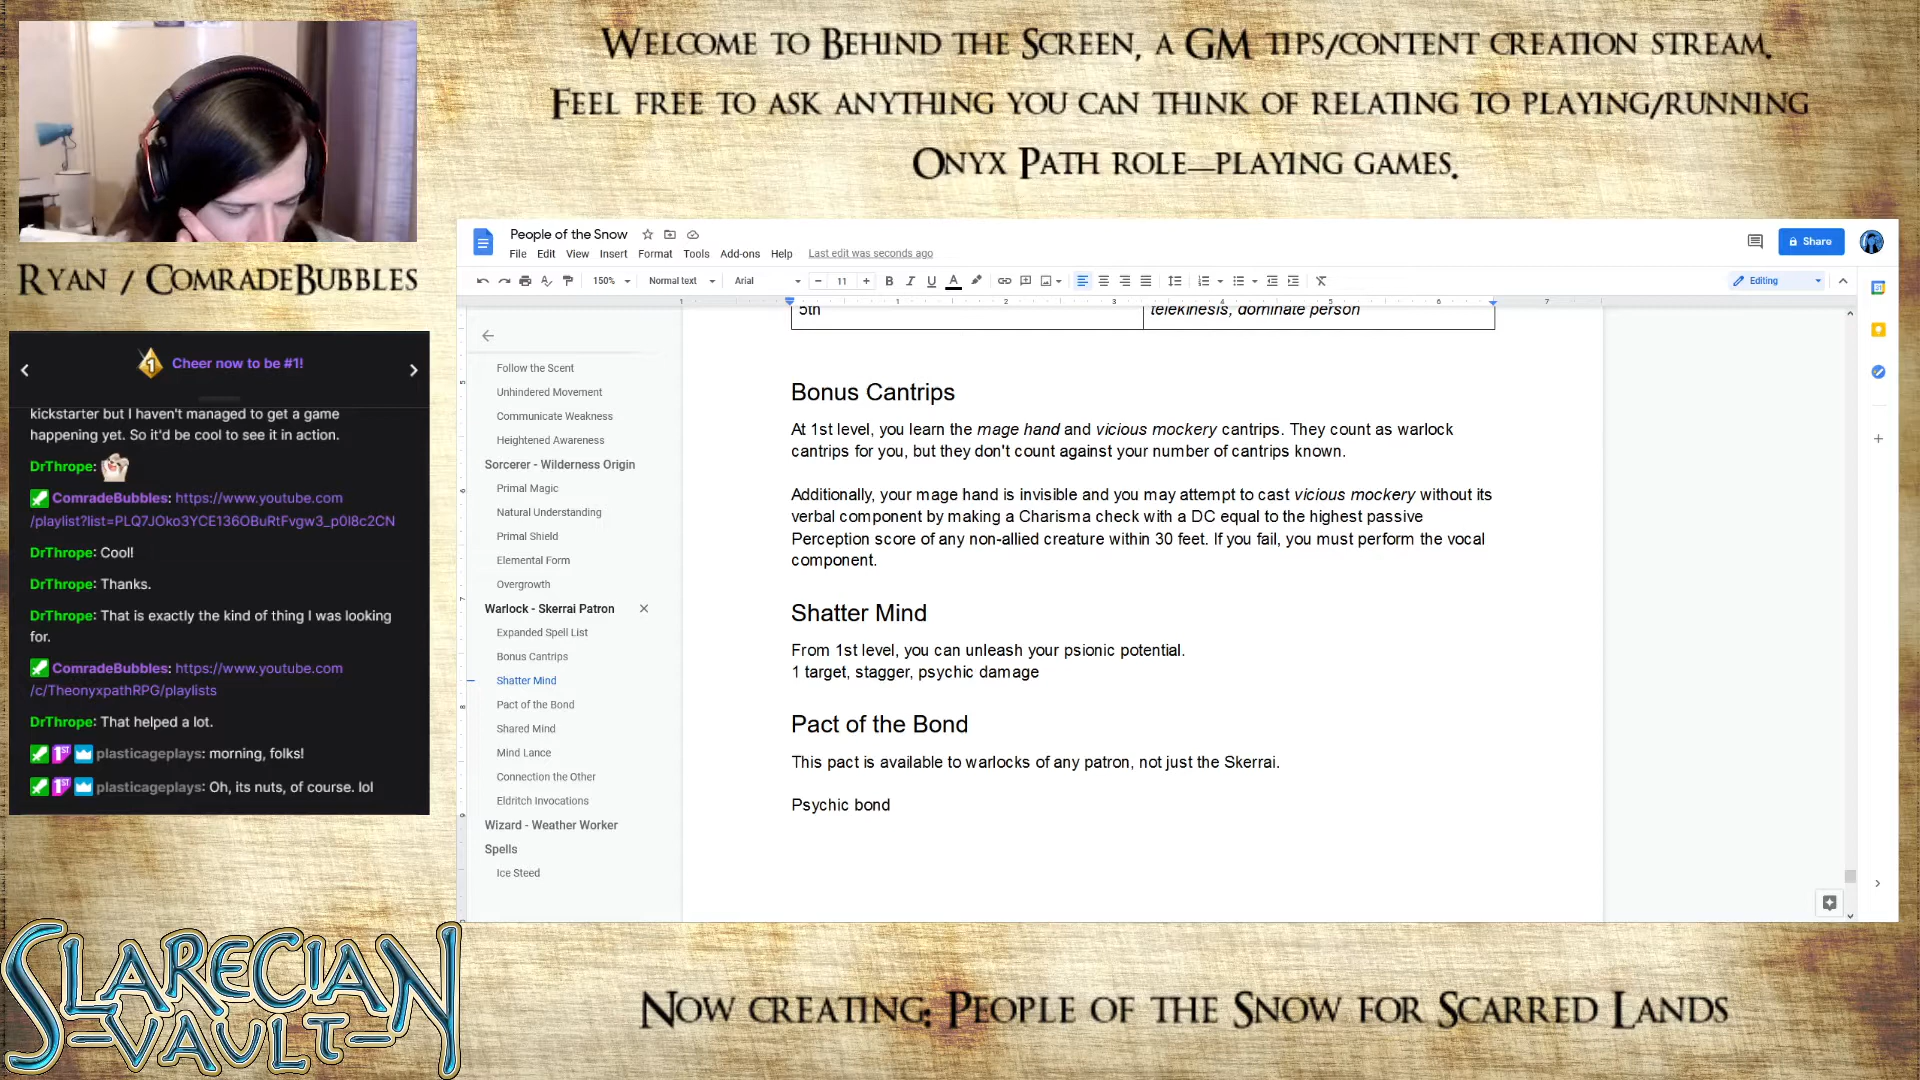 Welcome to Behind the Screen, a GM tips/content creation stream.
Feel free to ask anything you can think of relating to playing/running
Onyx Path role-playing games.
Ryan / ComradeBubbles
Cheer now to be #1!
kickstarter but I haven't managed to get a game
happening yet. So it'd be cool to see it in action.
DrThrope:
ComradeBubbles: https://www.youtube.com
/playlist?list=PLQ7JOko3YCE136OBuRtFvgw3_p0I8c2CN
DrThrope: Cool!
DrThrope: Thanks.
DrThrope: That is exactly the kind of thing I was looking
for.
ComradeBubbles: https://www.youtube.com
/c/TheonyxpathRPG/playlists
DrThrope: That helped a lot.
plasticageplays: morning, folks!
plasticageplays: Oh, its nuts, of course. lol
People of the Snow
File Edit View Insert Format Tools Add-ons Help Last edit was seconds ago
Share
150% Normal text Arial 11 Editing
Follow the Scent
Unhindered Movement
Communicate Weakness
Heightened Awareness
Sorcerer - Wilderness Origin
Primal Magic
Natural Understanding
Primal Shield
Elemental Form
Overgrowth
Warlock - Skerrai Patron
Expanded Spell List
Bonus Cantrips
Shatter Mind
Pact of the Bond
Shared Mind
Mind Lance
Connection the Other
Eldritch Invocations
Wizard - Weather Worker
Spells
Ice Steed
5th telekinesis, dominate person
Bonus Cantrips
At 1st level, you learn the mage hand and vicious mockery cantrips. They count as warlock
cantrips for you, but they don't count against your number of cantrips known.
Additionally, your mage hand is invisible and you may attempt to cast vicious mockery without its
verbal component by making a Charisma check with a DC equal to the highest passive
Perception score of any non-allied creature within 30 feet. If you fail, you must perform the vocal
component.
Shatter Mind
From 1st level, you can unleash your psionic potential.
1 target, stagger, psychic damage
Pact of the Bond
This pact is available to warlocks of any patron, not just the Skerrai.
Psychic bond
Slarecian
Vault
Now creating: People of the Snow for Scarred Lands